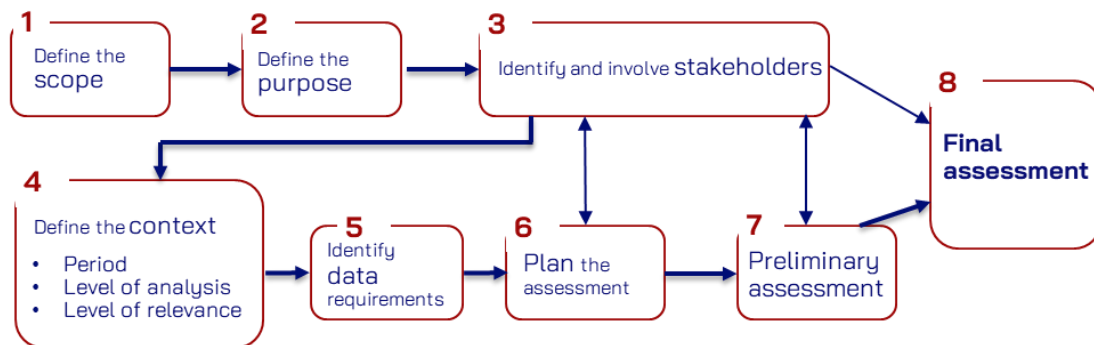 1
Define the
scope
2
Define the
purpose
3
Identify and involve stakeholders
4
Define the context
• Period
• Level of analysis
• Level of relevance
5
Identify
data
requirements
6
Plan the
assessment
7
Preliminary
assessment
8
Final
assessment